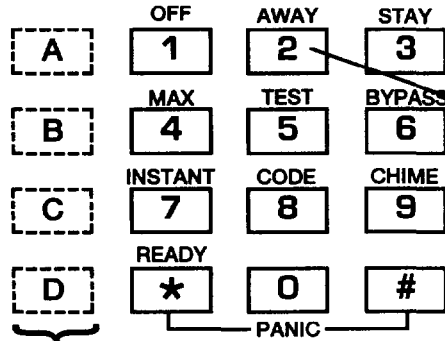 OFF AWAY STAY
A 1 2 3
MAX TEST BYPASS
B 4 5 6
INSTANT CODE CHIME
C 7 8 9
READY
D * 0 #
PANIC